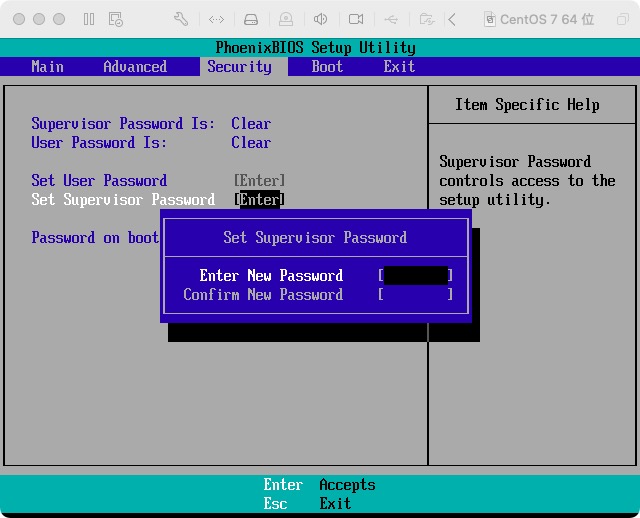 CentOS 7 64 位
PhoenixBIOS Setup Utility
Main Advanced Security Boot Exit
Supervisor Password Is: Clear
User Password Is: Clear
Set User Password [Enter]
Set Supervisor Password [Enter]
Password on boot
Set Supervisor Password
Enter New Password [ ]
Confirm New Password [ ]
Item Specific Help
Supervisor Password
controls access to the
setup utility.
Enter Accepts
Esc Exit